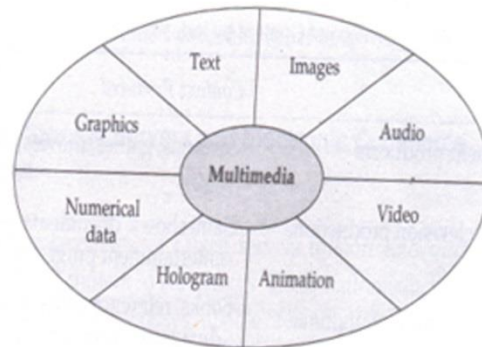 Text
Images
Graphics
Audio
Multimedia
Numerical
data
Video
Hologram
Animation